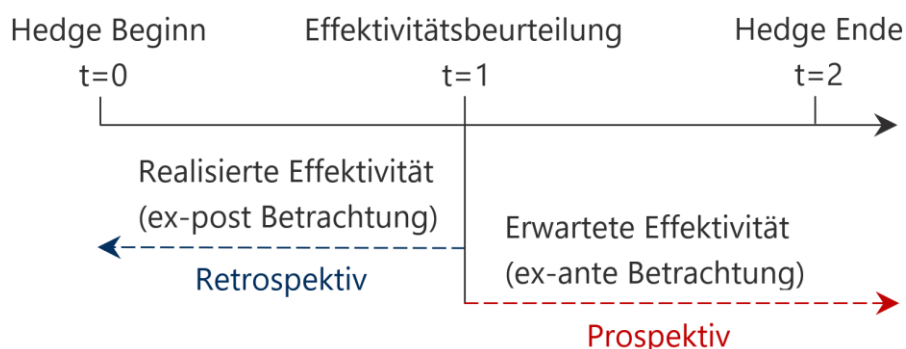 Hedge Beginn
t=0
Effektivitätsbeurteilung
t=1
Hedge Ende
t=2
Realisierte Effektivität
(ex-post Betrachtung)
Retrospektiv
Erwartete Effektivität
(ex-ante Betrachtung)
Prospektiv